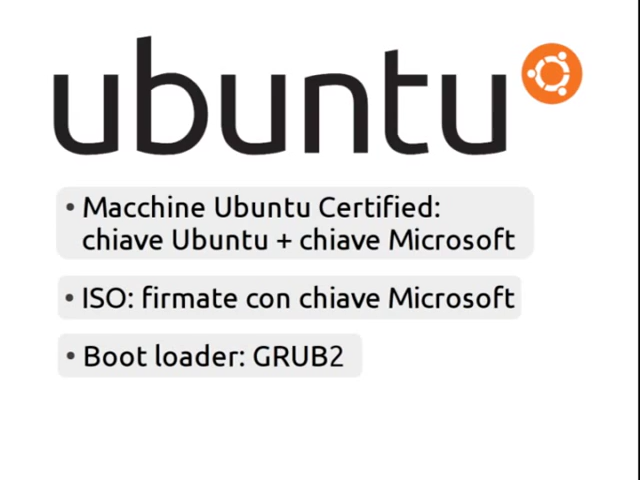 ubuntu
• Macchine Ubuntu Certified:
chiave Ubuntu + chiave Microsoft
• ISO: firmate con chiave Microsoft
• Boot loader: GRUB2